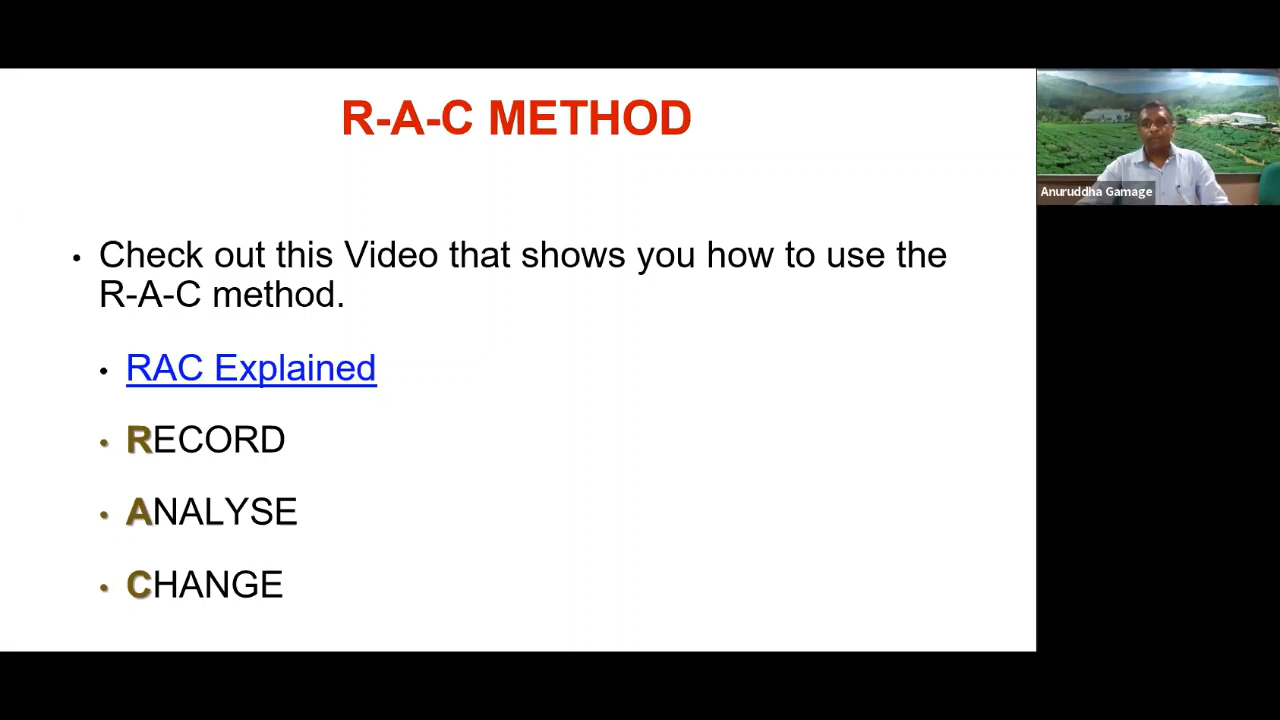 R-A-C METHOD
• Check out this Video that shows you how to use the
R-A-C method.
• RAC Explained
• RECORD
• ANALYSE
• CHANGE
Anuruddha Gamage